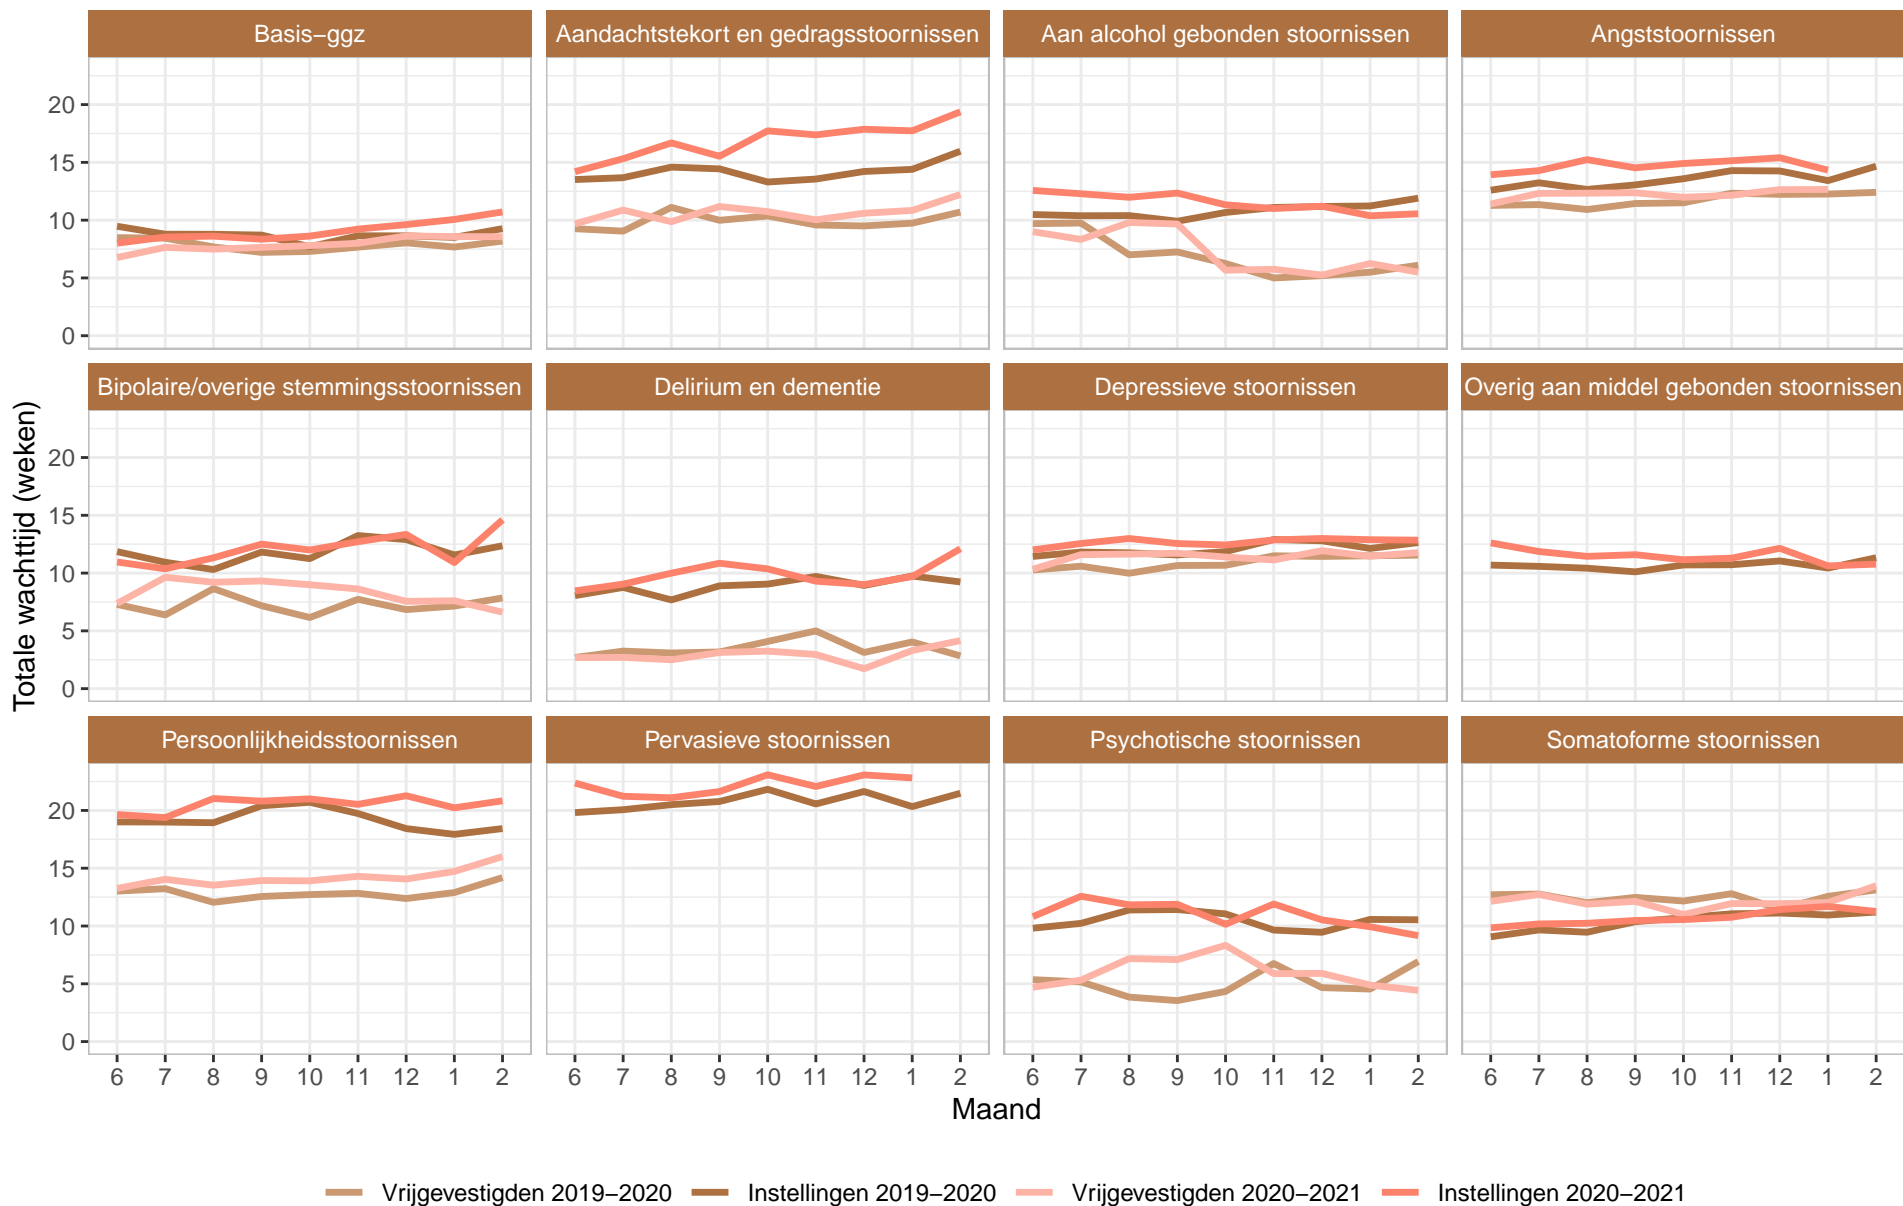 Basis−ggz
Aandachtstekort en gedragsstoornissen
Aan alcohol gebonden stoornissen
Angststoornissen
20
15
10
5
0
Bipolaire/overige stemmingsstoornissen
Delirium en dementie
Depressieve stoornissen
Overig aan middel gebonden stoornissen
20
15
10
5
0
Totale wachttijd (weken)
Persoonlijkheidsstoornissen
Pervasieve stoornissen
Psychotische stoornissen
Somatoforme stoornissen
20
15
10
5
0
6 7 8 9 10 11 12 1 2
6 7 8 9 10 11 12 1 2
6 7 8 9 10 11 12 1 2
6 7 8 9 10 11 12 1 2
Maand
Vrijgevestigden 2019−2020
Instellingen 2019−2020
Vrijgevestigden 2020−2021
Instellingen 2020−2021